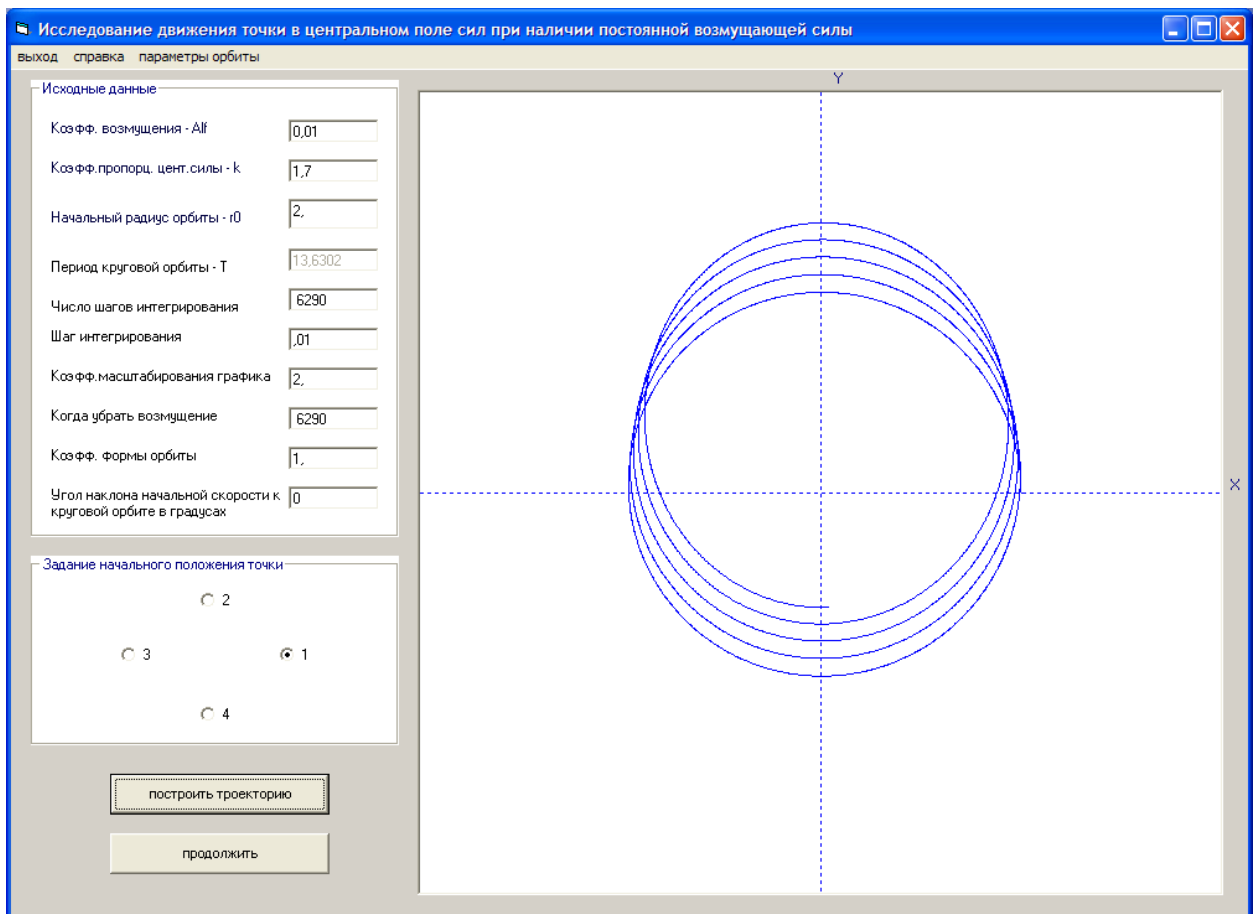 Исследование движения точки в центральном поле сил при наличии постоянной возмущающей силы
выход справка параметры орбиты
Исходные данные
Коэфф. возмущения - Alf 0,01
Коэфф.пропорц. цент.силы - k 1,7
Начальный радиус орбиты - r0 2,
Период круговой орбиты - T 13,6302
Число шагов интегрирования 6290
Шаг интегрирования ,01
Коэфф.масштабирования графика 2,
Когда убрать возмущение 6290
Коэфф. формы орбиты 1,
Угол наклона начальной скорости к 0
круговой орбите в градусах
Задание начального положения точки
2
3 1
4
построить троекторию
продолжить
Y
X